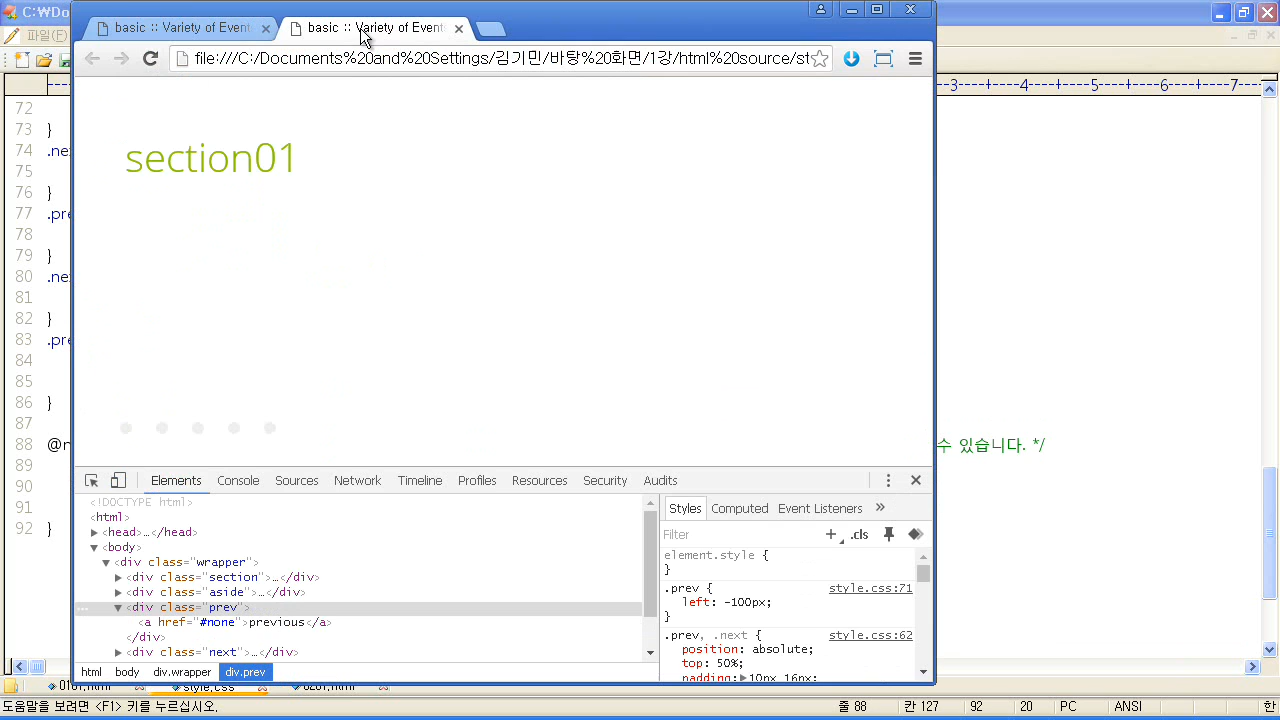 C:\Do
파일(F)
basic :: Variety of Event
basic :: Variety of Event
file:///C:/Documents%20and%20Settings/김기민/바탕%20화면/1강/html%20source/st
-3----+----4----+----5----+----6----+----7--
section01
72
73 }
74 .ne
75
76 }
77 .pre
78
79 }
80 .ne
81
82 }
83 .pre
84
85
86 }
87
88 @m 수 있습니다. */
89
90
91
92 }
Elements Console Sources Network Timeline Profiles Resources Security Audits
<!DOCTYPE html>
<html>
<head>…</head>
<body>
<div class="wrapper">
<div class="section">…</div>
<div class="iside">…</div>
<div class="prev">
<a href="#none">previous</a>
</div>
<div class="next">…</div>
html body div.wrapper div.prev
Styles Computed Event Listeners »
Filter + .cls
element.style {
}
.prev { style.css:71
left: -100px;
}
.prev, .next { style.css:62
position: absolute;
top: 50%;
padding: 10px 16px;
style.css
도움말을 보려면 <F1> 키를 누르십시오.
줄 88 칸 127 92 20 PC ANSI 한